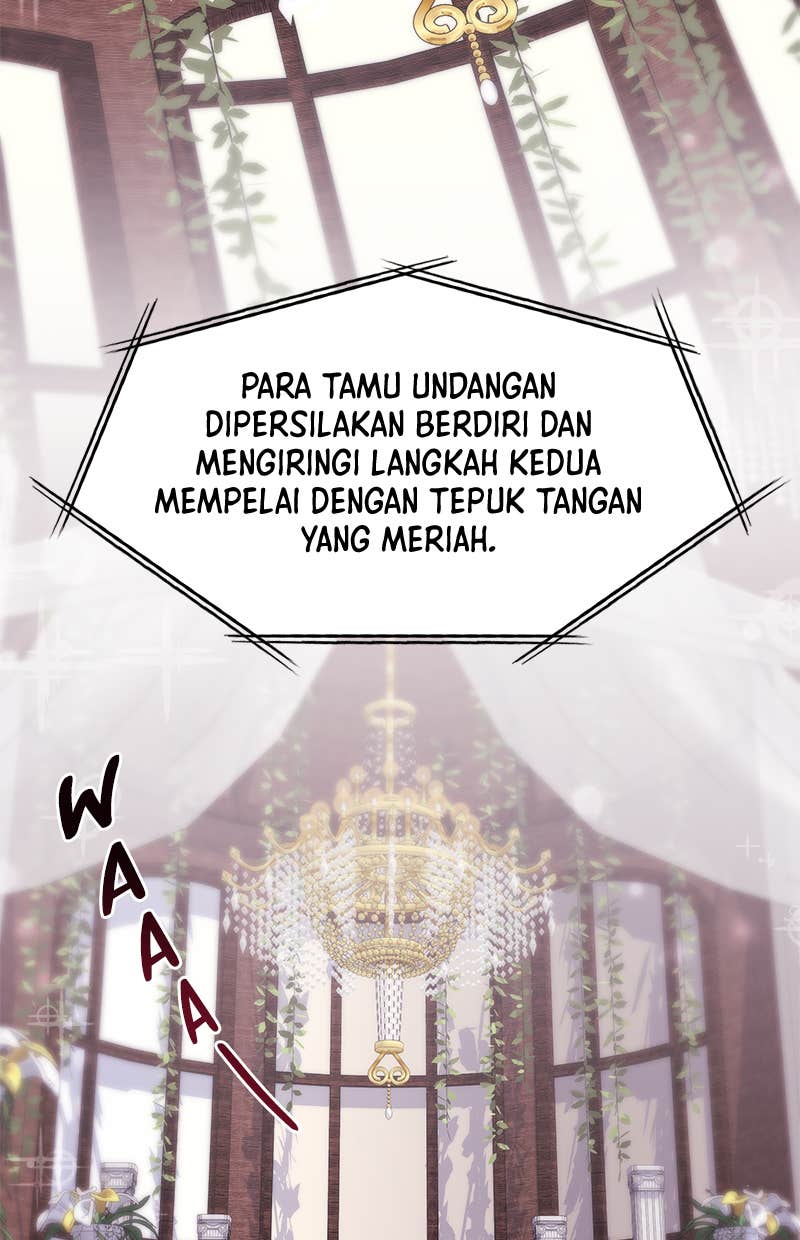 PARA TAMU UNDANGAN
DIPERSILAKAN BERDIRI DAN
MENGIRINGI LANGKAH KEDUA
MEMPELAI DENGAN TEPUK TANGAN
YANG MERIAH.
WAAAA